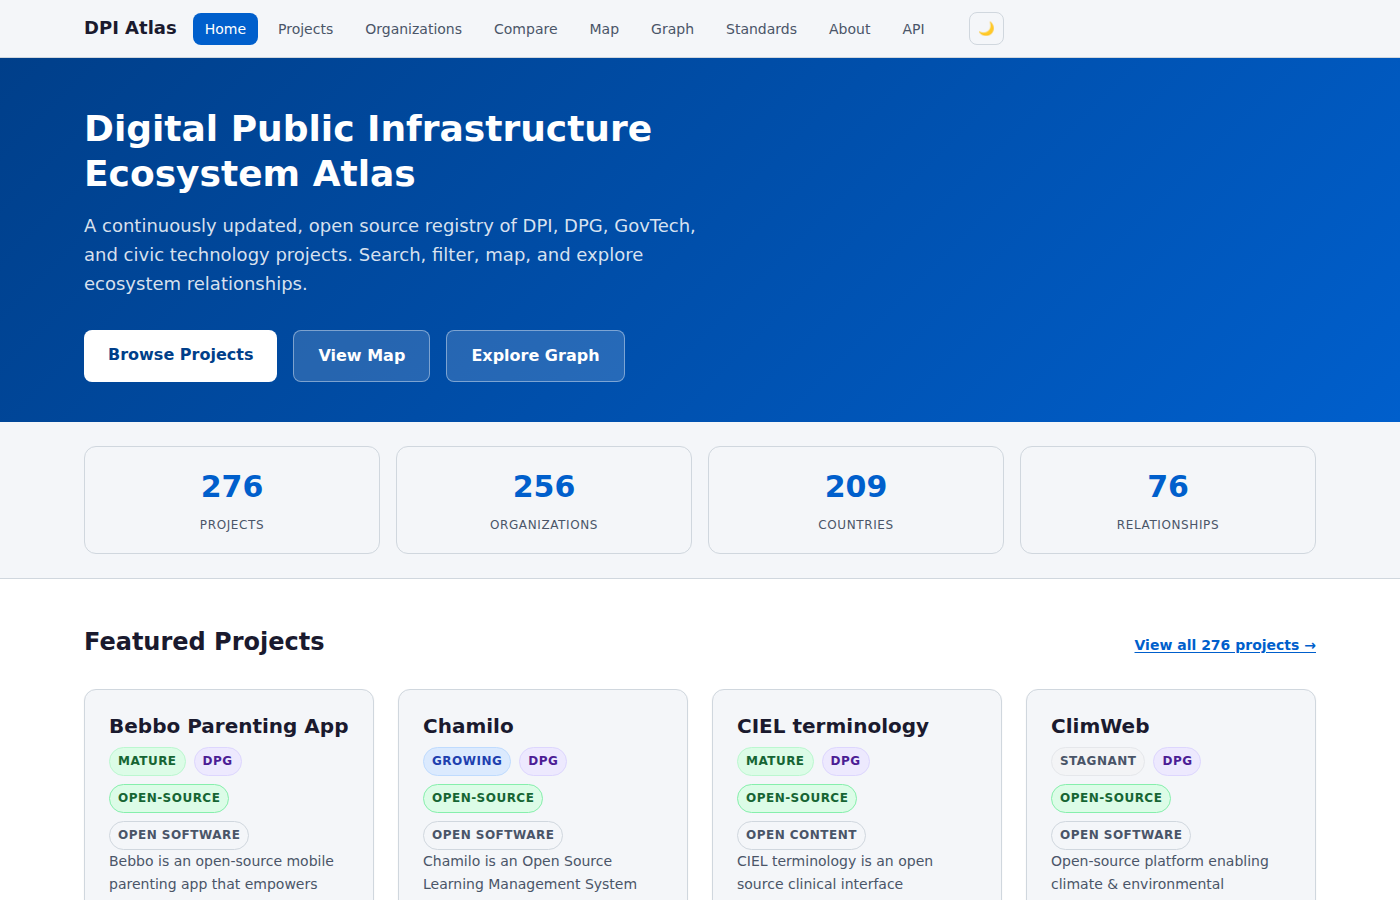 DPI Atlas Home Projects Organizations Compare Map Graph Standards About API
Digital Public Infrastructure
Ecosystem Atlas
A continuously updated, open source registry of DPI, DPG, GovTech,
and civic technology projects. Search, filter, map, and explore
ecosystem relationships.
Browse Projects View Map Explore Graph
276 256 209 76
PROJECTS ORGANIZATIONS COUNTRIES RELATIONSHIPS
Featured Projects View all 276 projects →
Bebbo Parenting App
MATURE DPG
OPEN-SOURCE
OPEN SOFTWARE
Bebbo is an open-source mobile
parenting app that empowers
Chamilo
GROWING DPG
OPEN-SOURCE
OPEN SOFTWARE
Chamilo is an Open Source
Learning Management System
CIEL terminology
MATURE DPG
OPEN-SOURCE
OPEN CONTENT
CIEL terminology is an open
source clinical interface
ClimWeb
STAGNANT DPG
OPEN-SOURCE
OPEN SOFTWARE
Open-source platform enabling
climate & environmental